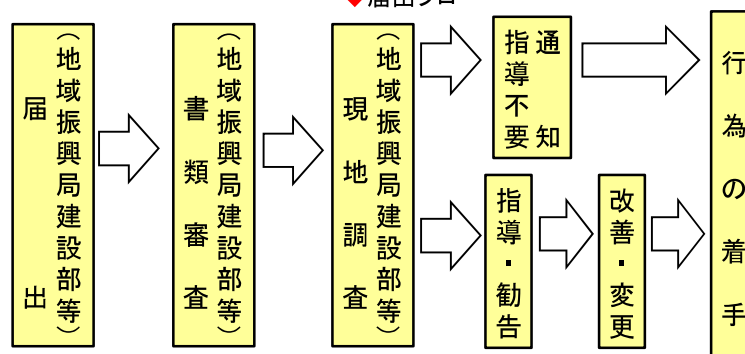 ◆届出フロー
届出
（地域振興局建設部等）
書類審査
（地域振興局建設部等）
現地調査
（地域振興局建設部等）
通知
指導不要
指導・勧告
改善・変更
行為の着手